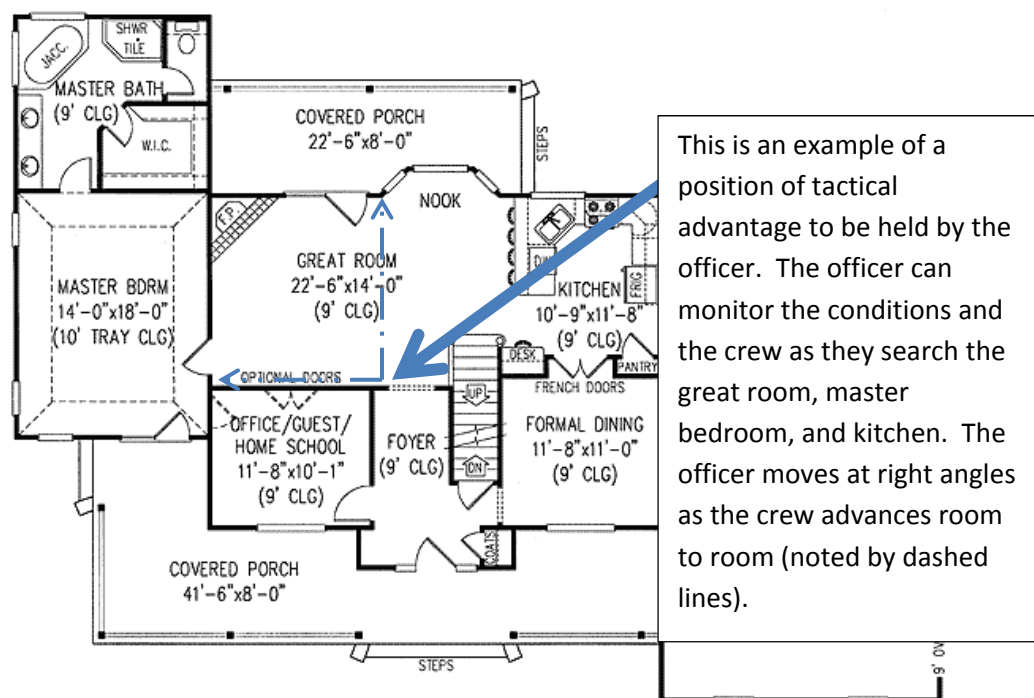 SHWR
TILE
JACC.
MASTER BATH
(9' CLG)
W.I.C.
COVERED PORCH
22'-6"x8'-0"
STEPS
NOOK
F.P.
GREAT ROOM
22'-6"x14'-0"
(9' CLG)
MASTER BDRM
14'-0"x18'-0"
(10' TRAY CLG)
D/W
KITCHEN
10'-9"x11'-8"
(9' CLG)
FRIG
DESK
PANTRY
OPTIONAL DOORS
FRENCH DOORS
UP
DN
OFFICE/GUEST/
HOME SCHOOL
11'-8"x10'-1"
(9' CLG)
FOYER
(9' CLG)
FORMAL DINING
11'-8"x11'-0"
(9' CLG)
COATS
COVERED PORCH
41'-6"x8'-0"
STEPS
This is an example of a
position of tactical
advantage to be held by the
officer. The officer can
monitor the conditions and
the crew as they search the
great room, master
bedroom, and kitchen. The
officer moves at right angles
as the crew advances room
to room (noted by dashed
lines).